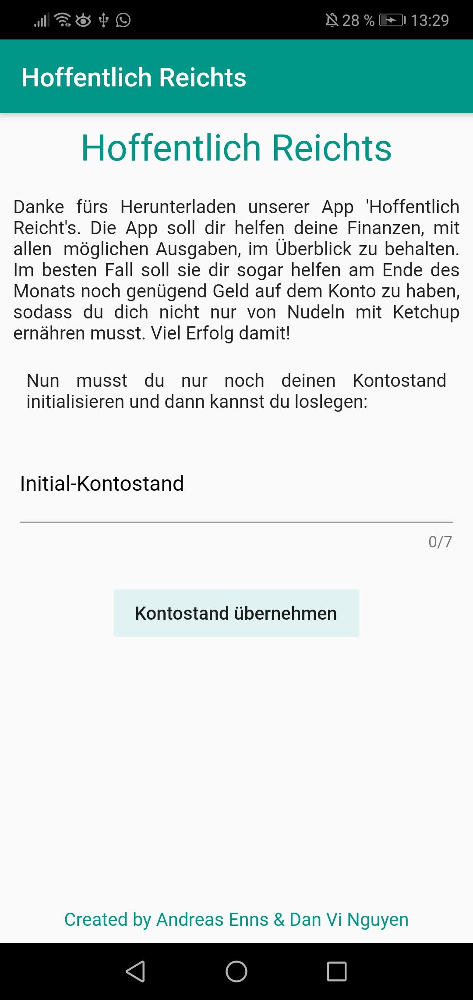 28 % 13:29
Hoffentlich Reichts
Hoffentlich Reichts
Danke fürs Herunterladen unserer App 'Hoffentlich
Reicht's. Die App soll dir helfen deine Finanzen, mit
allen möglichen Ausgaben, im Überblick zu behalten.
Im besten Fall soll sie dir sogar helfen am Ende des
Monats noch genügend Geld auf dem Konto zu haben,
sodass du dich nicht nur von Nudeln mit Ketchup
ernähren musst. Viel Erfolg damit!
Nun musst du nur noch deinen Kontostand
initialisieren und dann kannst du loslegen:
Initial-Kontostand
0/7
Kontostand übernehmen
Created by Andreas Enns & Dan Vi Nguyen